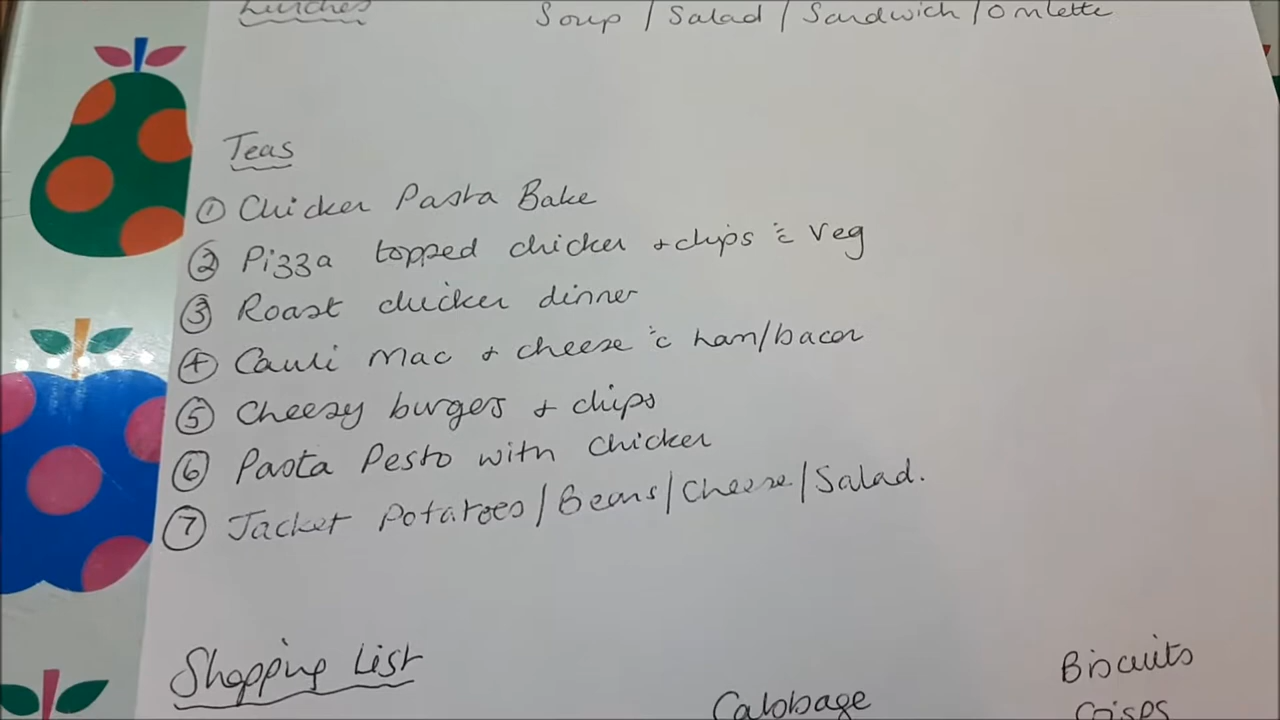 Lunches Soup / Salad / Sandwich / Omlette
Teas
① Chicken Pasta Bake
② Pizza topped chicken + chips c̄ veg
③ Roast chicken dinner
④ Cauli Mac + cheese c̄ ham/bacon
⑤ Cheesy burgers + chips
⑥ Pasta Pesto with chicken
⑦ Jacket Potatoes / Beans / Cheese / Salad.
Shopping List
Biscuits
Cabbage
Crisps